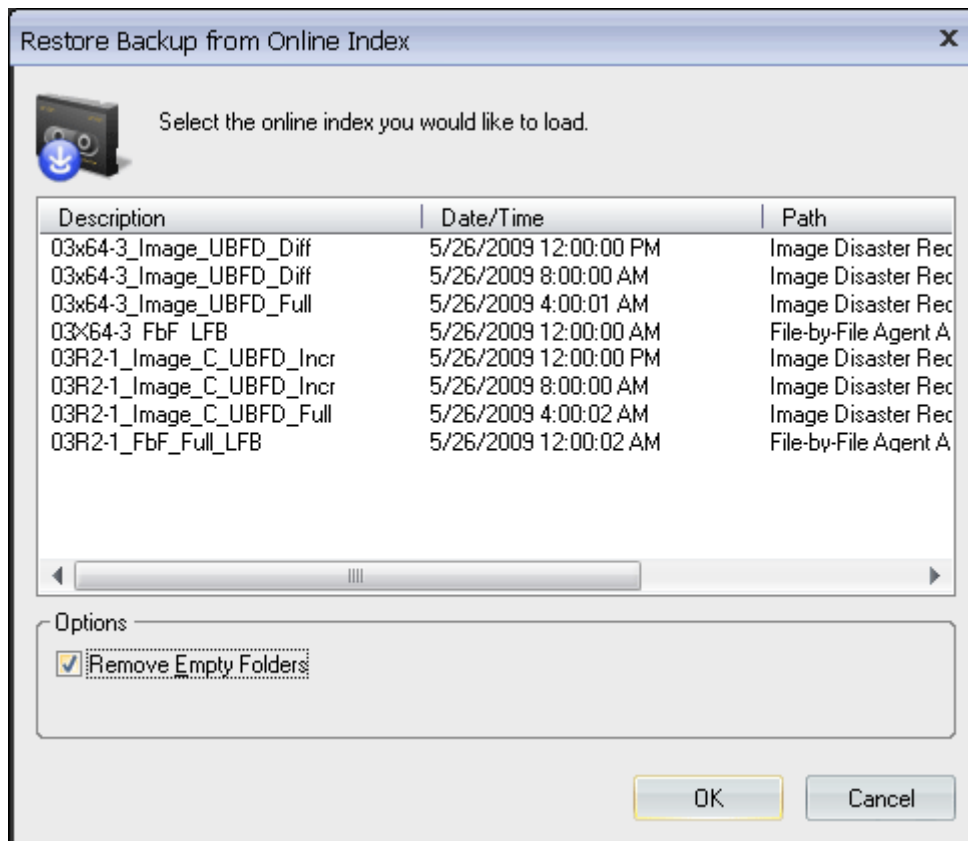 Restore Backup from Online Index
Select the online index you would like to load.
Description Date/Time Path
03x64-3_Image_UBFD_Diff 5/26/2009 12:00:00 PM Image Disaster Rec
03x64-3_Image_UBFD_Diff 5/26/2009 8:00:00 AM Image Disaster Rec
03x64-3_Image_UBFD_Full 5/26/2009 4:00:01 AM Image Disaster Rec
03X64-3_FbF_LFB 5/26/2009 12:00:00 AM File-by-File Agent A
03R2-1_Image_C_UBFD_Incr 5/26/2009 12:00:00 PM Image Disaster Rec
03R2-1_Image_C_UBFD_Incr 5/26/2009 8:00:00 AM Image Disaster Rec
03R2-1_Image_C_UBFD_Full 5/26/2009 4:00:02 AM Image Disaster Rec
03R2-1_FbF_Full_LFB 5/26/2009 12:00:02 AM File-by-File Agent A
Options
Remove Empty Folders
OK Cancel